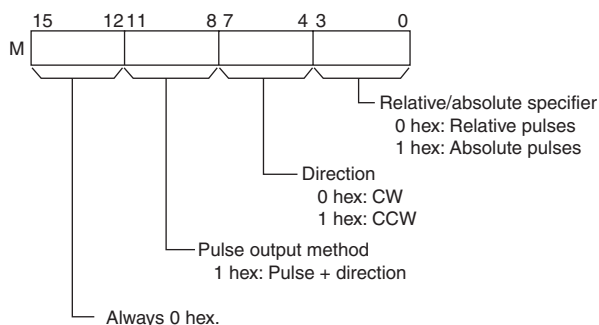 15 12 11 8 7 4 3 0
M
Relative/absolute specifier
0 hex: Relative pulses
1 hex: Absolute pulses
Direction
0 hex: CW
1 hex: CCW
Pulse output method
1 hex: Pulse + direction
Always 0 hex.